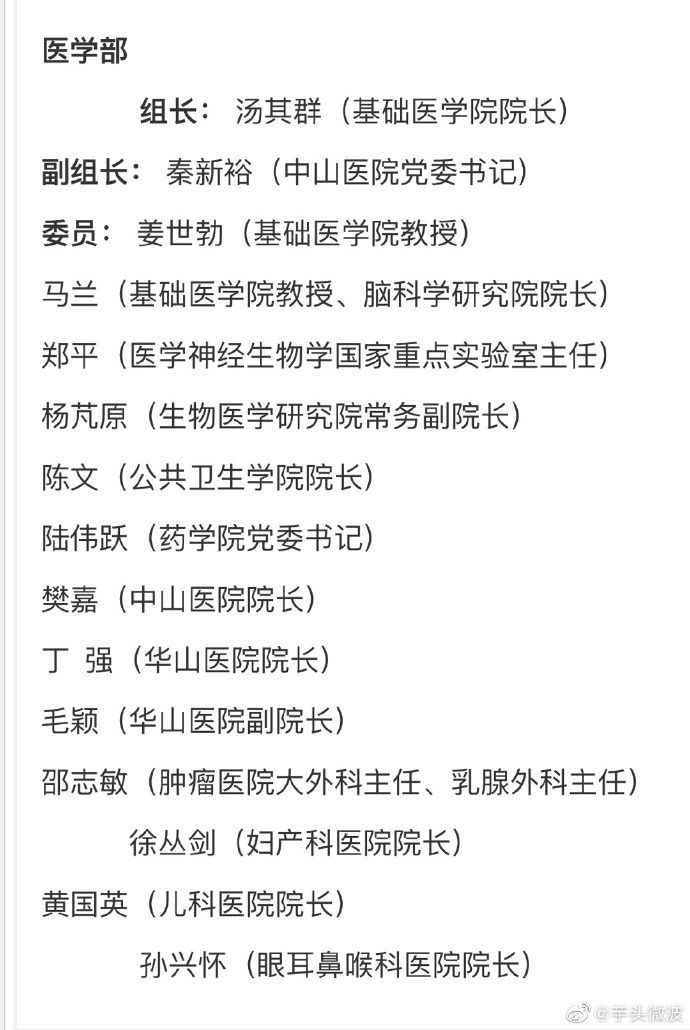 医学部
组长： 汤其群（基础医学院院长）
副组长： 秦新裕（中山医院党委书记）
委员： 姜世勃（基础医学院教授）
马兰（基础医学院教授、脑科学研究院院长）
郑平（医学神经生物学国家重点实验室主任）
杨芃原（生物医学研究院常务副院长）
陈文（公共卫生学院院长）
陆伟跃（药学院党委书记）
樊嘉（中山医院院长）
丁 强（华山医院院长）
毛颖（华山医院副院长）
邵志敏（肿瘤医院大外科主任、乳腺外科主任）
徐丛剑（妇产科医院院长）
黄国英（儿科医院院长）
孙兴怀（眼耳鼻喉科医院院长）
@芋头微波